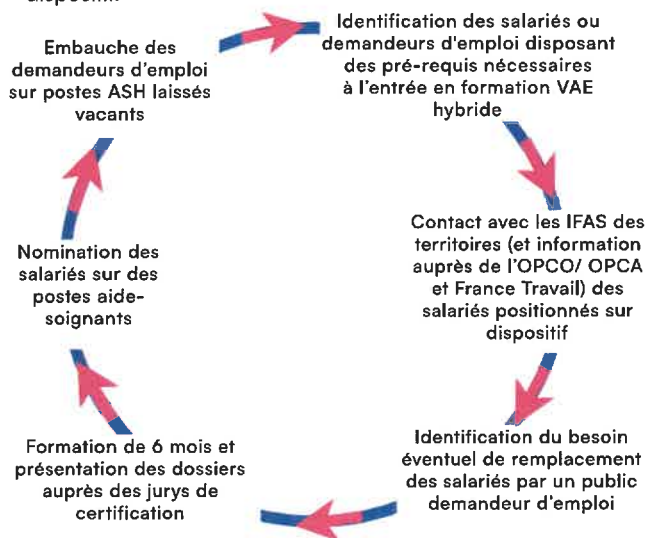 Identification des salariés ou
demandeurs d'emploi disposant
des pré-requis nécessaires
à l'entrée en formation VAE
hybride
Contact avec les IFAS des
territoires (et information
auprès de l'OPCO/ OPCA
et France Travail) des
salariés positionnés sur
dispositif
Identification du besoin
éventuel de remplacement
des salariés par un public
demandeur d'emploi
Formation de 6 mois et
présentation des dossiers
auprès des jurys de
certification
Nomination des
salariés sur des
postes aide-
soignants
Embauche des
demandeurs d'emploi
sur postes ASH laissés
vacants